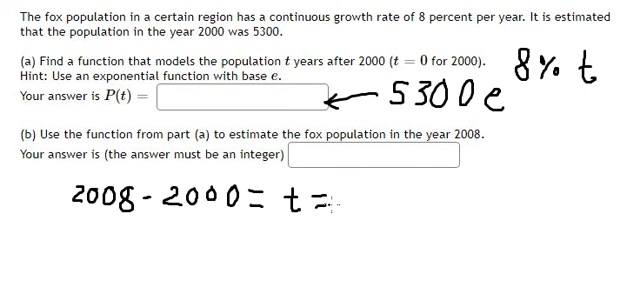 The fox population in a certain region has a continuous growth rate of 8 percent per year. It is estimated
that the population in the year 2000 was 5300.
(a) Find a function that models the population t years after 2000 (t = 0 for 2000).
Hint: Use an exponential function with base e.
Your answer is P(t) =
5300e 8% t
(b) Use the function from part (a) to estimate the fox population in the year 2008.
Your answer is (the answer must be an integer)
2008 - 2000 = t =